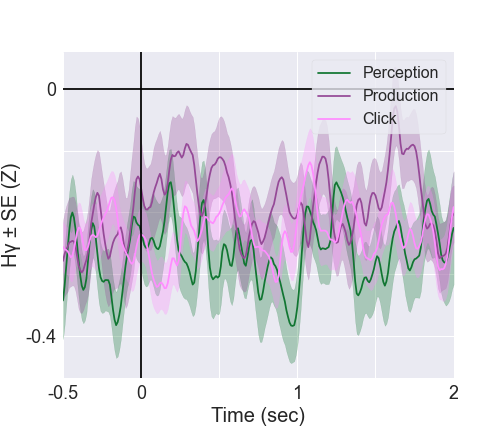 Perception
Production
Click
0
-0.4
Hγ ± SE (Z)
-0.5
0
1
2
Time (sec)